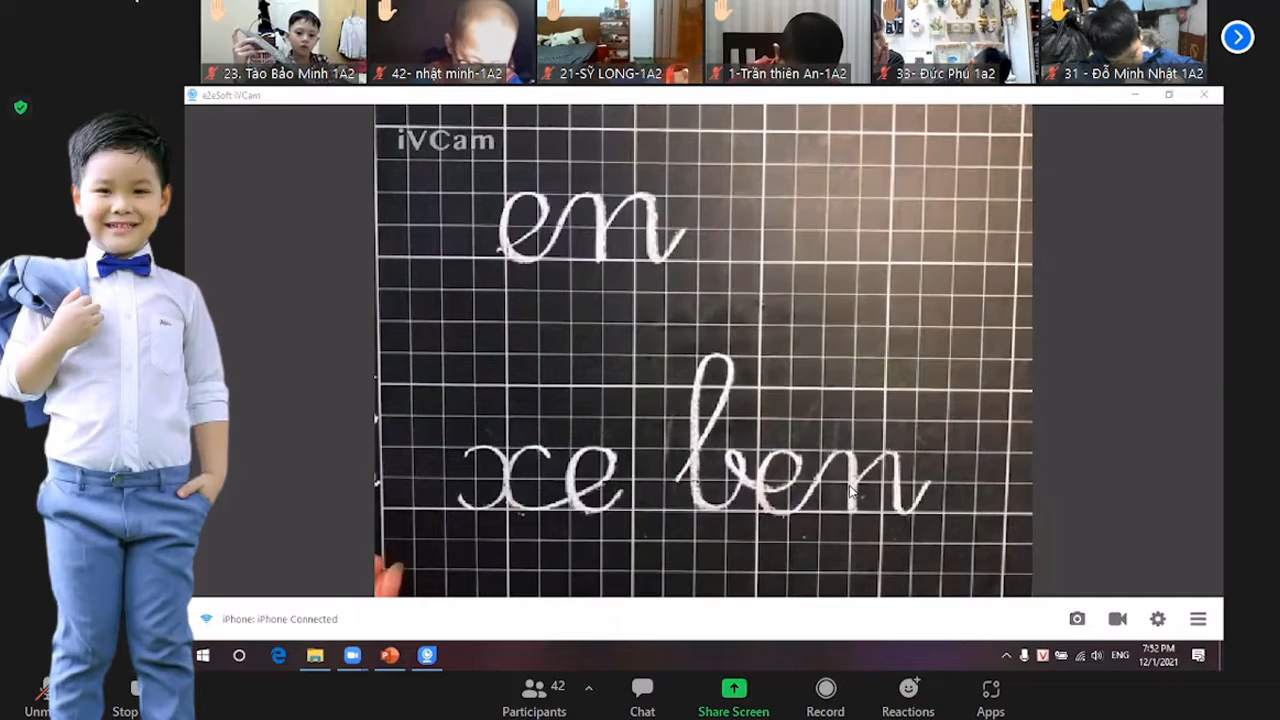 23. Tào Bảo Minh 1A2
42- nhật minh-1A2
21-SỸ LONG-1A2
1-Trần thiên An-1A2
33- Đức Phú 1a2
31 - Đỗ Minh Nhật 1A2
e2eSoft iVCam
iVCam
en
xe ben
iPhone: iPhone Connected
ENG
7:52 PM
12/1/2021
Unm
Stop
42
Participants
Chat
Share Screen
Record
Reactions
Apps